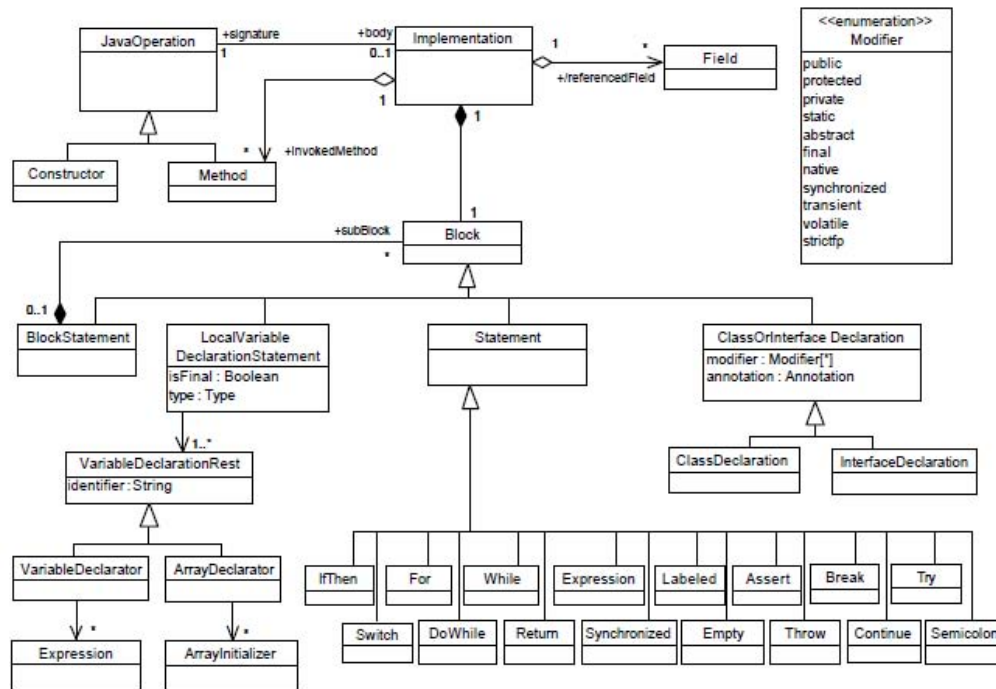 JavaOperation
+signature
1
+body
0..1
Implementation
1
*
+/referencedField
Field
<<enumeration>>
Modifier
public
protected
private
static
abstract
final
native
synchronized
transient
volatile
strictfp
1
1
*
+invokedMethod
Constructor
Method
1
+subBlock
*
Block
0..1
BlockStatement
LocalVariable
DeclarationStatement
isFinal : Boolean
type : Type
Statement
ClassOrInterface Declaration
modifier : Modifier[*]
annotation : Annotation
1..*
VariableDeclarationRest
identifier : String
ClassDeclaration
InterfaceDeclaration
VariableDeclarator
ArrayDeclarator
IfThen
For
While
Expression
Labeled
Assert
Break
Try
*
*
Expression
ArrayInitializer
Switch
DoWhile
Return
Synchronized
Empty
Throw
Continue
Semicolon